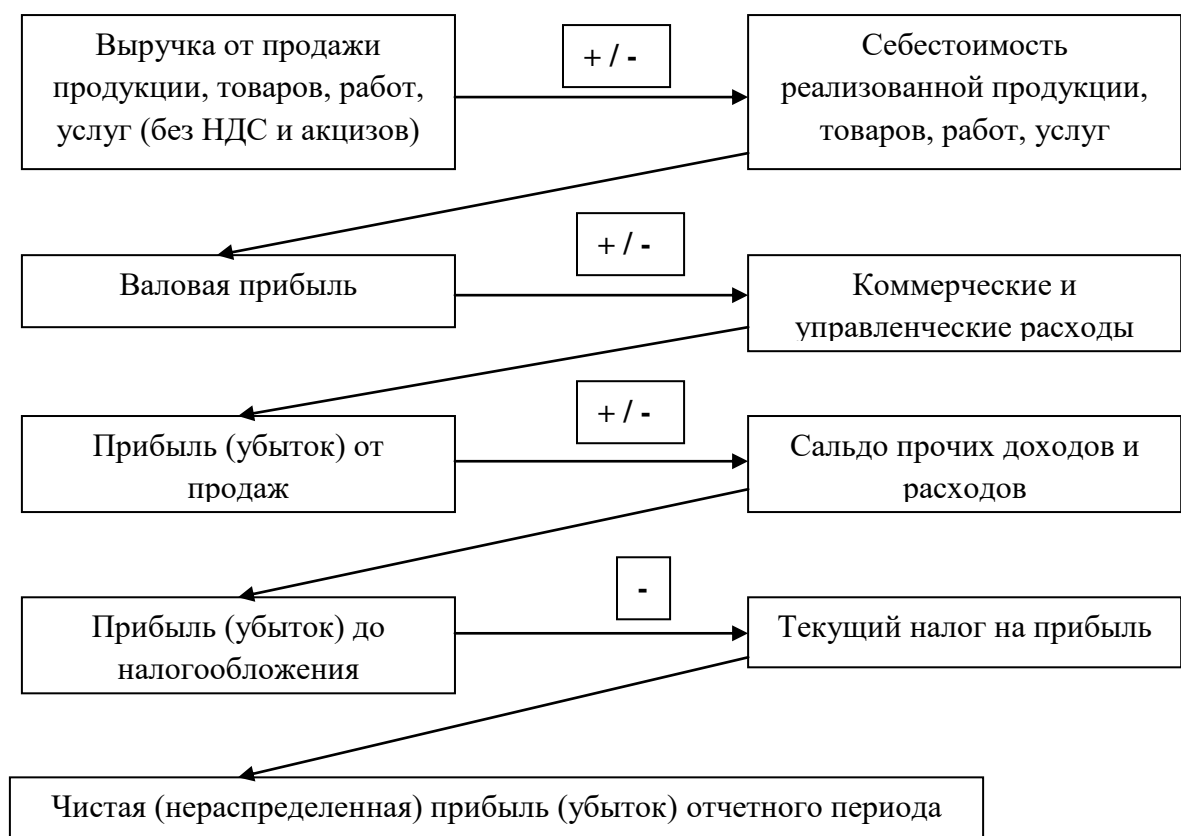 Выручка от продажи
продукции, товаров, работ,
услуг (без НДС и акцизов)
+ / -
Себестоимость
реализованной продукции,
товаров, работ, услуг
Валовая прибыль
+ / -
Коммерческие и
управленческие расходы
Прибыль (убыток) от
продаж
+ / -
Сальдо прочих доходов и
расходов
Прибыль (убыток) до
налогообложения
-
Текущий налог на прибыль
Чистая (нераспределенная) прибыль (убыток) отчетного периода